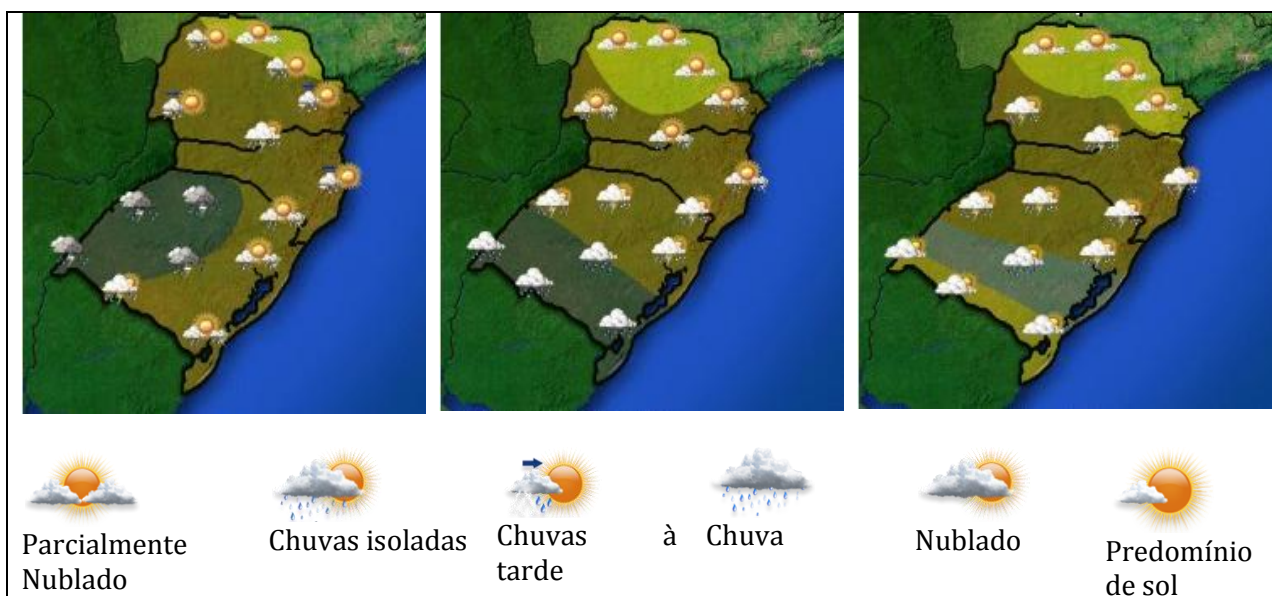 Parcialmente
Nublado
Chuvas isoladas
Chuvas à
tarde
Chuva
Nublado
Predomínio
de sol